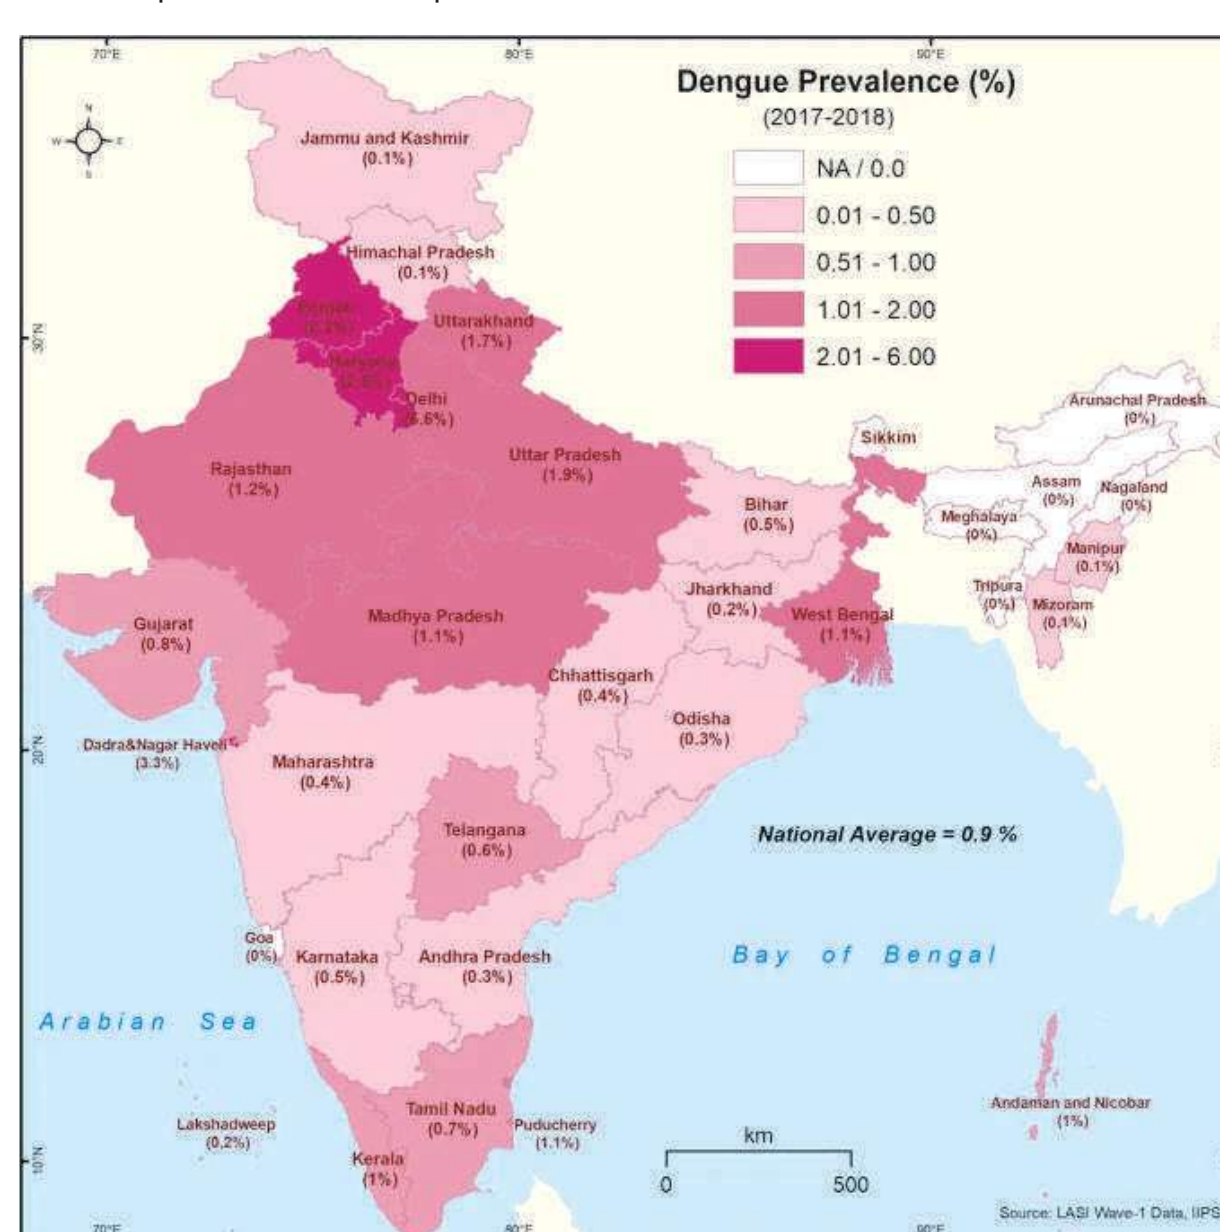 70°E 80°E 90°E
Dengue Prevalence (%)
(2017-2018)
NA / 0.0
0.01 - 0.50
0.51 - 1.00
1.01 - 2.00
2.01 - 6.00
N
W E
S
Jammu and Kashmir
(0.1%)
Himachal Pradesh
(0.1%)
Punjab
Uttarakhand
(1.7%)
30°N
Haryana
Delhi
Arunachal Pradesh
(0%)
Sikkim
Rajasthan
(1.2%)
Uttar Pradesh
(1.9%)
Assam
(0%)
Nagaland
(0%)
Bihar
(0.5%)
Meghalaya
(0%)
Manipur
(0.1%)
Jharkhand
(0.2%)
Tripura
(0%)
Mizoram
(0.1%)
Gujarat
(0.8%)
Madhya Pradesh
(1.1%)
West Bengal
(1.1%)
Chhattisgarh
(0.4%)
Odisha
(0.3%)
20°N
Dadra&Nagar Haveli
(3.3%)
Maharashtra
(0.4%)
Telangana
(0.6%)
National Average = 0.9 %
Goa
(0%)
Karnataka
(0.5%)
Andhra Pradesh
(0.3%)
Bay of Bengal
Arabian Sea
Lakshadweep
(0.2%)
Tamil Nadu
(0.7%)
Puducherry
(1.1%)
Andaman and Nicobar
(1%)
Kerala
(1%)
10°N
km
0 500
Source: LASI Wave-1 Data, IIPS
70°E 80°E 90°E